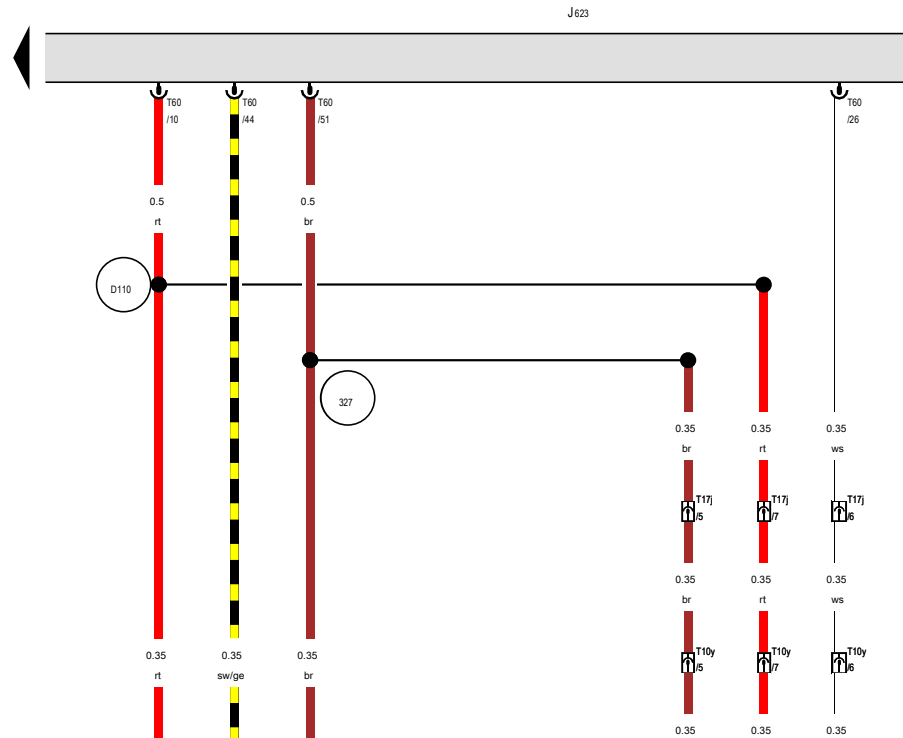 J623
T60
/10
T60
/44
T60
/51
T60
/26
0.5
rt
0.5
br
D110
327
0.35
br
0.35
rt
0.35
ws
T17j
/5
T17j
/7
T17j
/6
0.35
br
0.35
rt
0.35
ws
0.35
rt
0.35
sw/ge
0.35
br
T10y
/5
T10y
/7
T10y
/6
0.35
0.35
0.35